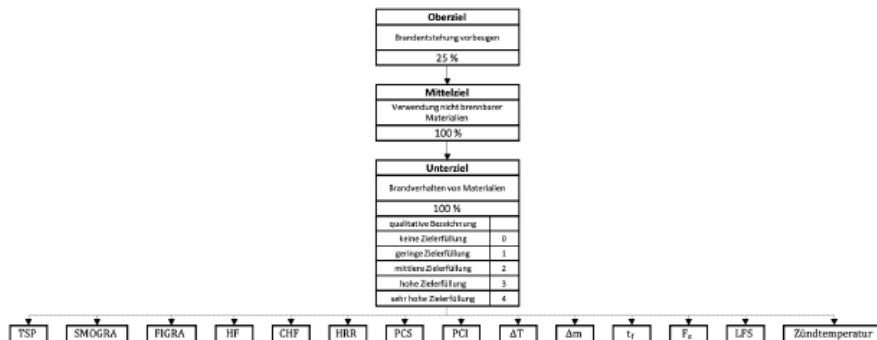 Oberziel
Brandentstehung vorbeugen
25 %
Mittelziel
Verwendung nicht brennbarer
Materialien
100 %
Unterziel
Brandverhalten von Materialien
100 %
qualitative Bezeichnung
keine Zielerfüllung 0
geringe Zielerfüllung 1
mittlere Zielerfüllung 2
hohe Zielerfüllung 3
sehr hohe Zielerfüllung 4
TSP SMOGRA FIGRA HF CHF HRR PCS PCI ΔT Δm t_f F_s LFS Zündtemperatur